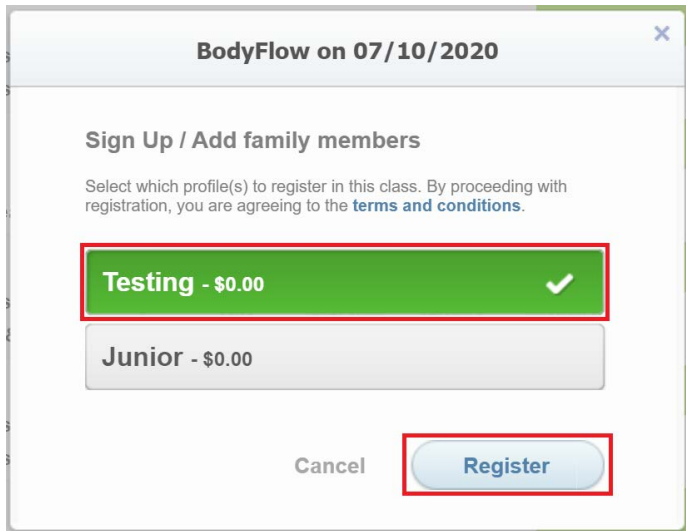 BodyFlow on 07/10/2020
Sign Up / Add family members
Select which profile(s) to register in this class. By proceeding with
registration, you are agreeing to the terms and conditions.
Testing - $0.00
Junior - $0.00
Cancel
Register